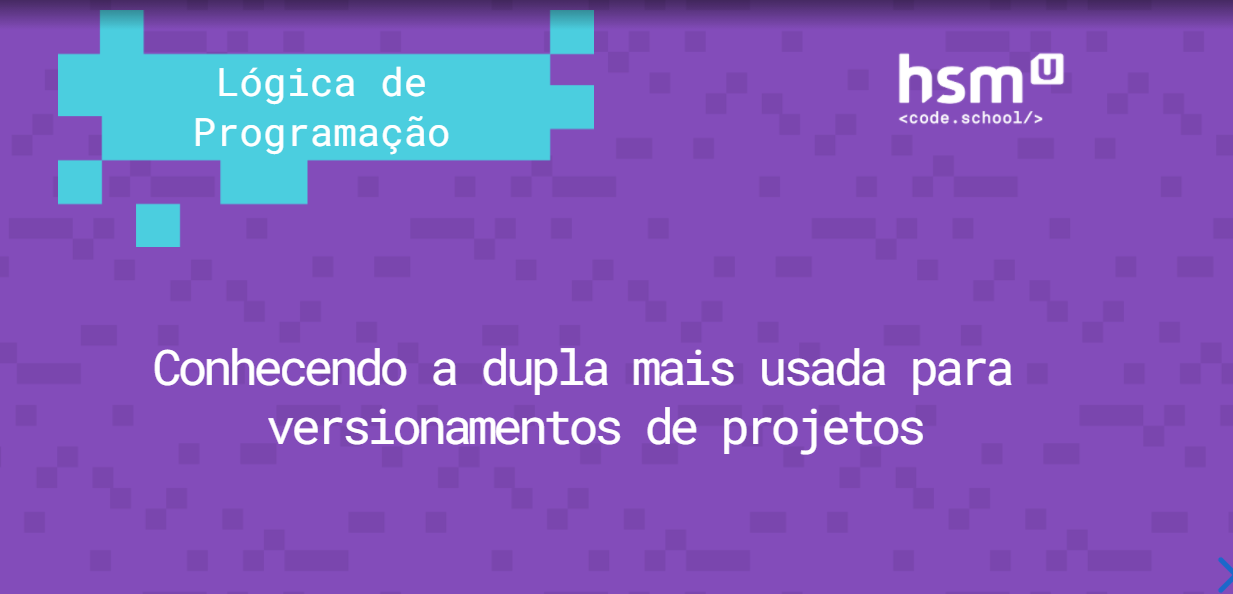 Lógica de
Programação
hsm U
<code.school/>
Conhecendo a dupla mais usada para
versionamentos de projetos